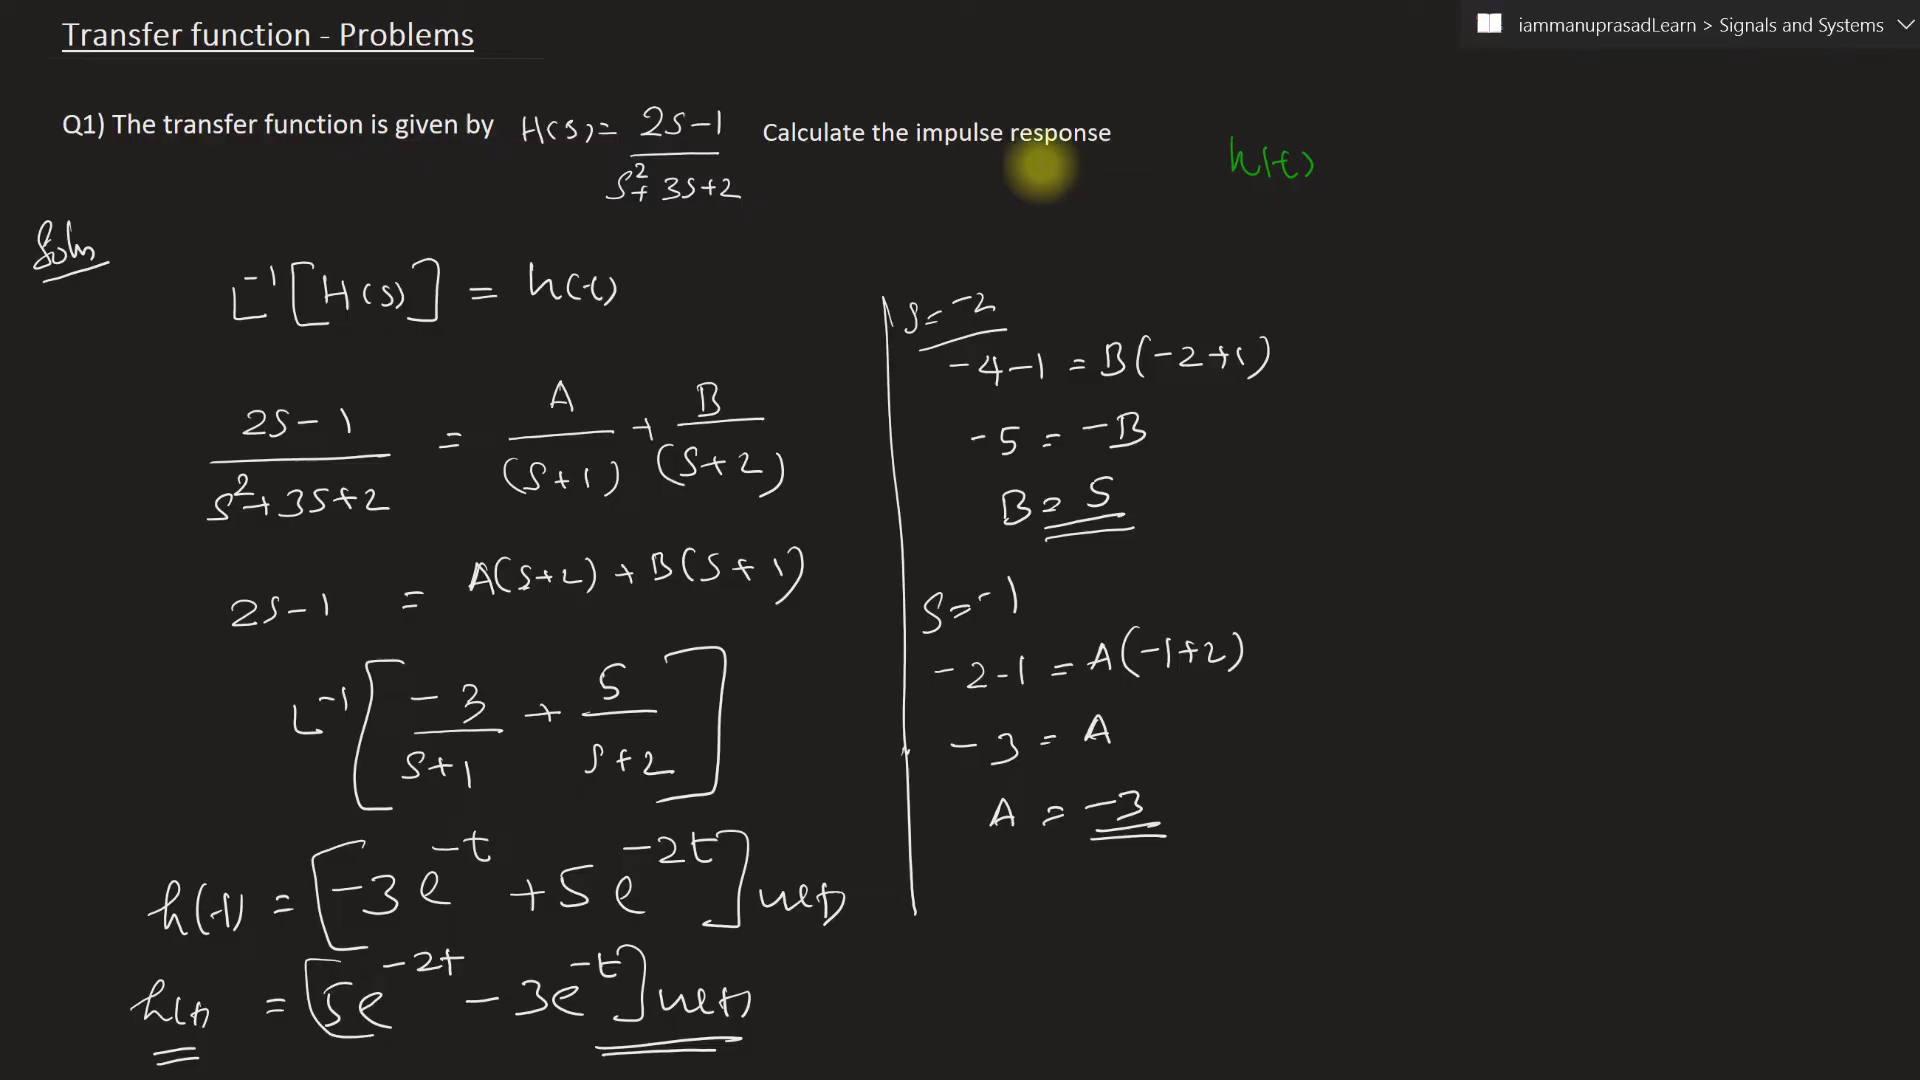 Transfer function - Problems
iammanuprasadLearn > Signals and Systems
Q1) The transfer function is given by H(s) = (2s-1)/(s²+3s+2) Calculate the impulse response
h(t)
Soln
L⁻¹[H(s)] = h(t)
(2s-1)/(s²+3s+2) = A/(s+1) + B/(s+2)
2s-1 = A(s+2) + B(s+1)
L⁻¹[-3/(s+1) + 5/(s+2)]
h(t) = [-3e^-t + 5e^-2t] u(t)
h(t) = [5e^-2t - 3e^-t] u(t)
s = -2
-4-1 = B(-2+1)
-5 = -B
B = 5
s = -1
-2-1 = A(-1+2)
-3 = A
A = -3